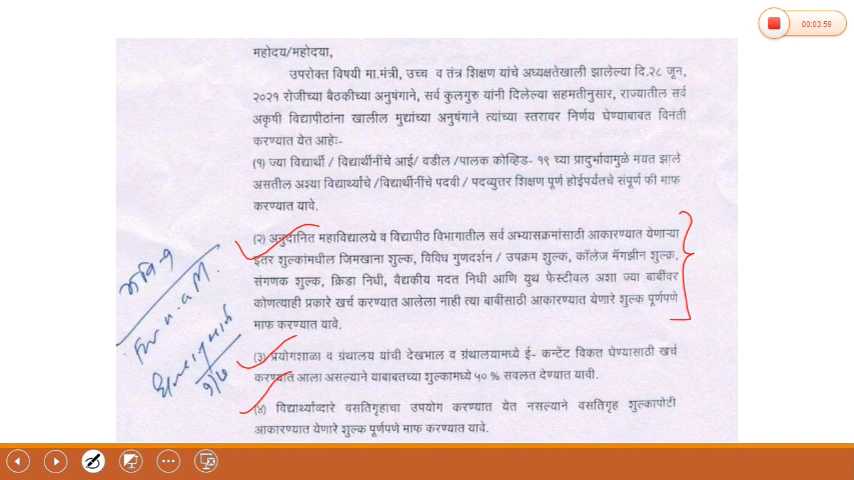 00:03:59
महोदय/महोदया,
उपरोक्त विषयी मा.मंत्री, उच्च व तंत्र शिक्षण यांचे अध्यक्षतेखाली झालेल्या दि.२८ जून,
२०२१ रोजीच्या बैठकीच्या अनुषंगाने, सर्व कुलगुरु यांनी दिलेल्या सहमतीनुसार, राज्यातील सर्व
अकृषी विद्यापीठांना खालील मुद्यांच्या अनुषंगाने त्यांच्या स्तरावर निर्णय घेण्याबाबत विनंती
करण्यात येत आहेः-
(१) ज्या विद्यार्थी / विद्यार्थीनींचे आई/ वडील /पालक कोव्हिड- १९ च्या प्रादुर्भावामुळे मयत झाले
असतील अश्या विद्यार्थ्यांचे /विद्यार्थीनींचे पदवी / पदव्युत्तर शिक्षण पूर्ण होईपर्यंतचे संपूर्ण फी माफ
करण्यात यावे.
(२) अनुदानित महाविद्यालये व विद्यापीठ विभागातील सर्व अभ्यासक्रमांसाठी आकारण्यात येणाऱ्या
इतर शुल्कांमधील जिमखाना शुल्क, विविध गुणदर्शन / उपक्रम शुल्क, कॉलेज मॅगझीन शुल्क,
संगणक शुल्क, क्रिडा निधी, वैद्यकीय मदत निधी आणि युथ फेस्टीवल अशा ज्या बाबींवर
कोणत्याही प्रकारे खर्च करण्यात आलेला नाही त्या बाबींसाठी आकारण्यात येणारे शुल्क पूर्णपणे
माफ करण्यात यावे.
(३) प्रयोगशाळा व ग्रंथालय यांची देखभाल व ग्रंथालयामध्ये ई- कन्टेंट विकत घेण्यासाठी खर्च
करण्यात आला असल्याने याबाबतच्या शुल्कामध्ये ५० % सवलत देण्यात यावी.
(४) विद्यार्थ्याव्दारे वसतिगृहाचा उपयोग करण्यात येत नसल्याने वसतिगृह शुल्कापोटी
आकारण्यात येणारे शुल्क पूर्णपणे माफ करण्यात यावे.
For n.a M.